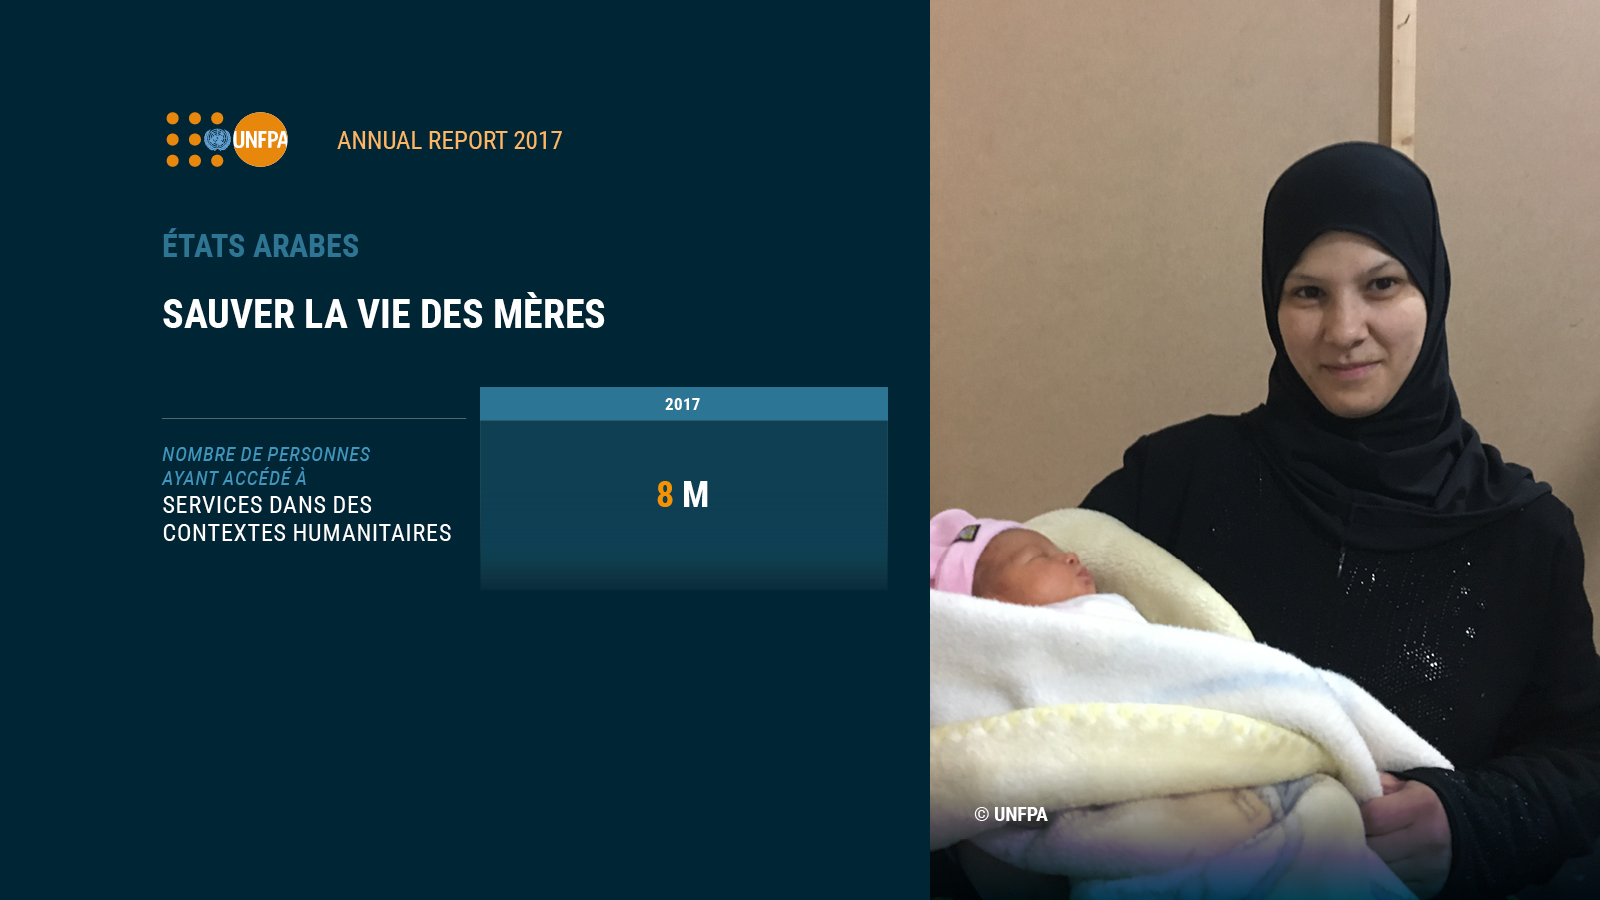 UNFPA
ANNUAL REPORT 2017
ÉTATS ARABES
SAUVER LA VIE DES MÈRES
2017
NOMBRE DE PERSONNES
AYANT ACCÉDÉ À
SERVICES DANS DES
CONTEXTES HUMANITAIRES
8 M
© UNFPA